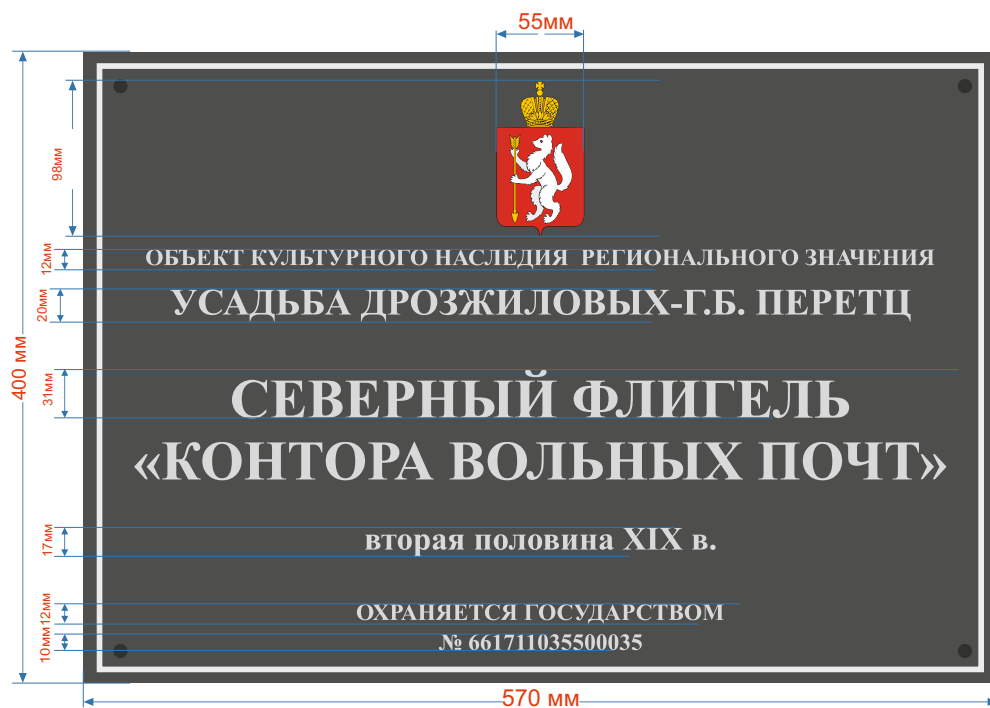 55мм
98мм
12мм
ОБЪЕКТ КУЛЬТУРНОГО НАСЛЕДИЯ РЕГИОНАЛЬНОГО ЗНАЧЕНИЯ
20мм
УСАДЬБА ДРОЗЖИЛОВЫХ-Г.Б. ПЕРЕТЦ
400 мм
31мм
СЕВЕРНЫЙ ФЛИГЕЛЬ
«КОНТОРА ВОЛЬНЫХ ПОЧТ»
17мм
вторая половина XIX в.
12мм
ОХРАНЯЕТСЯ ГОСУДАРСТВОМ
10мм
№ 661711035500035
570 мм